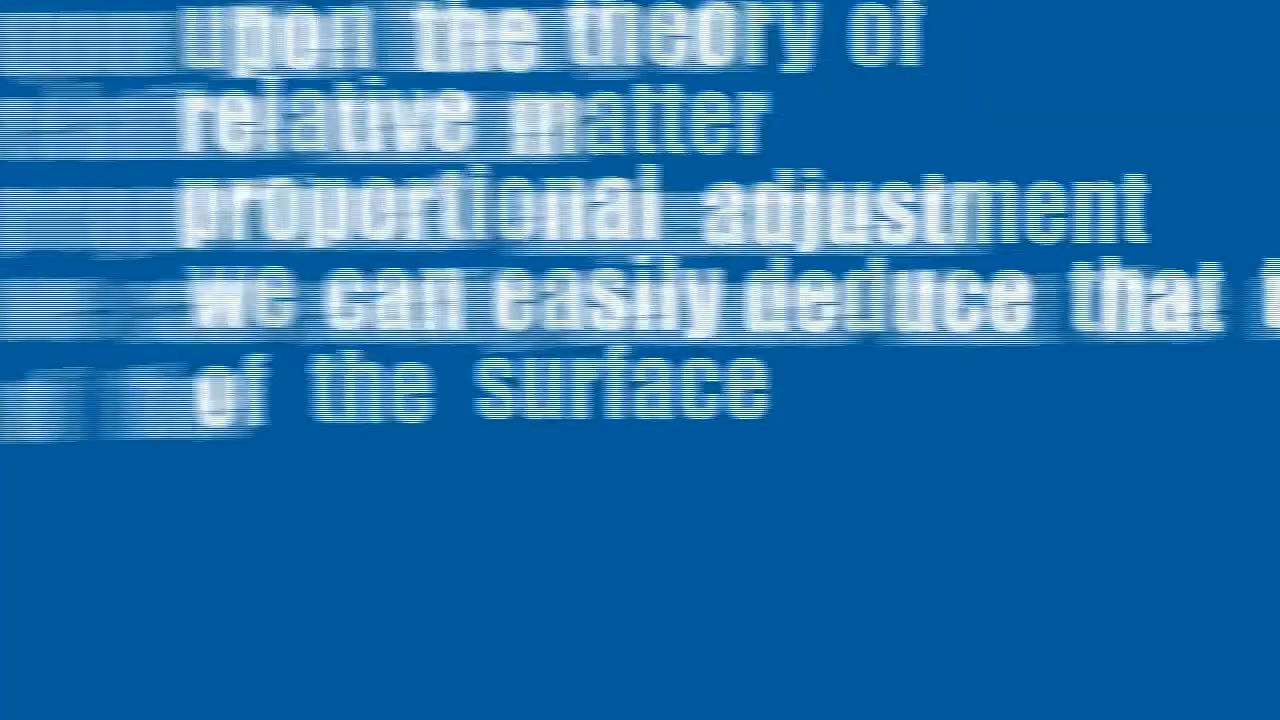 upon the theory of
relative matter
proportional adjustment
we can easily deduce that
of the surface